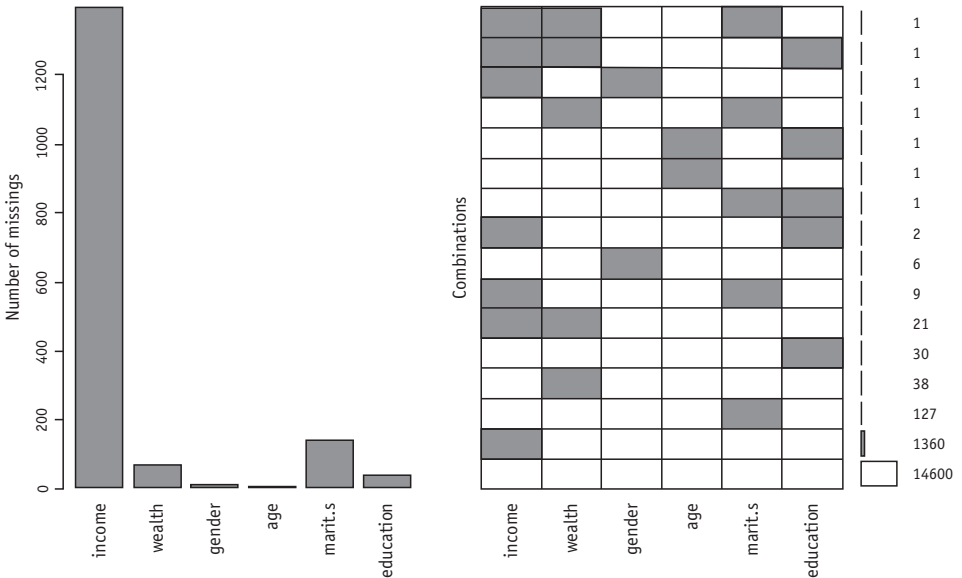 Number of missings
1200
1000
800
600
400
200
0
income
wealth
gender
age
marit.s
education
Combinations
1
1
1
1
1
1
1
2
6
9
21
30
38
127
1360
14600
income
wealth
gender
age
marit.s
education